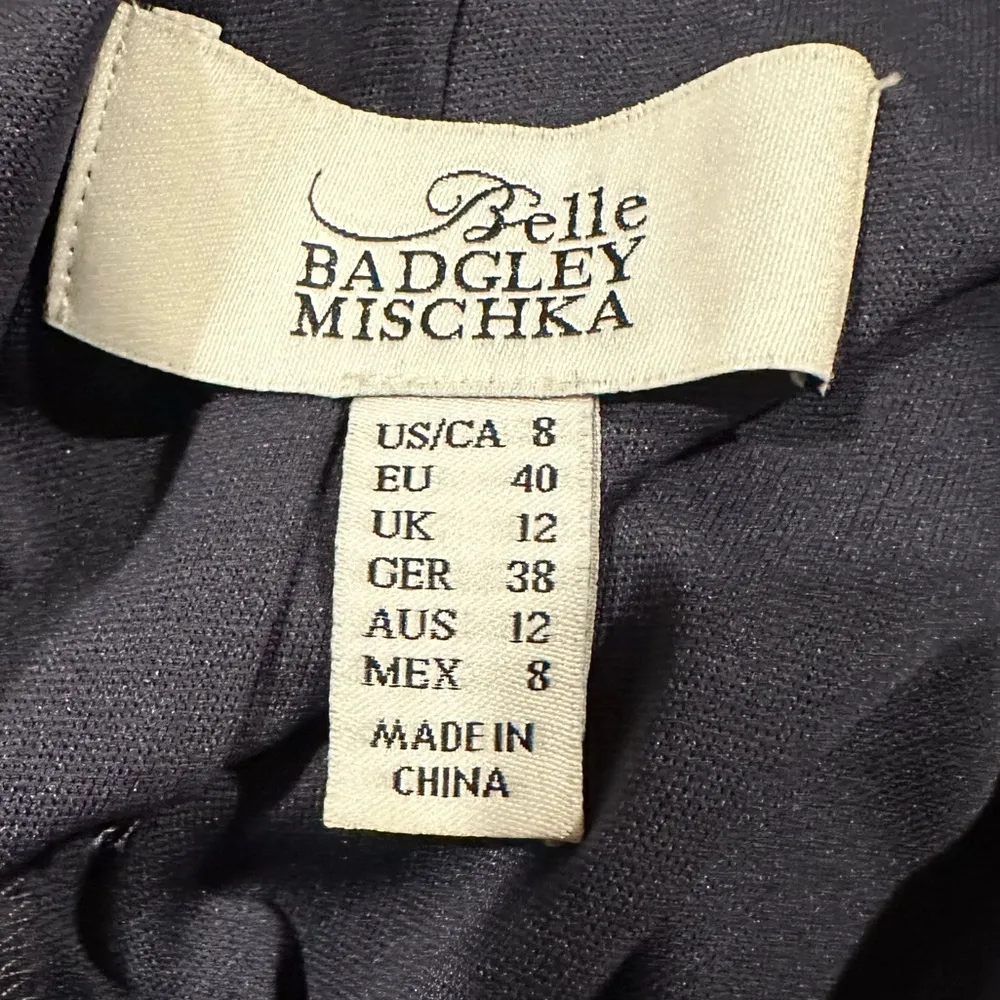 Belle
BADGLEY
MISCHKA
US/CA 8
EU 40
UK 12
GER 38
AUS 12
MEX 8
MADE IN
CHINA